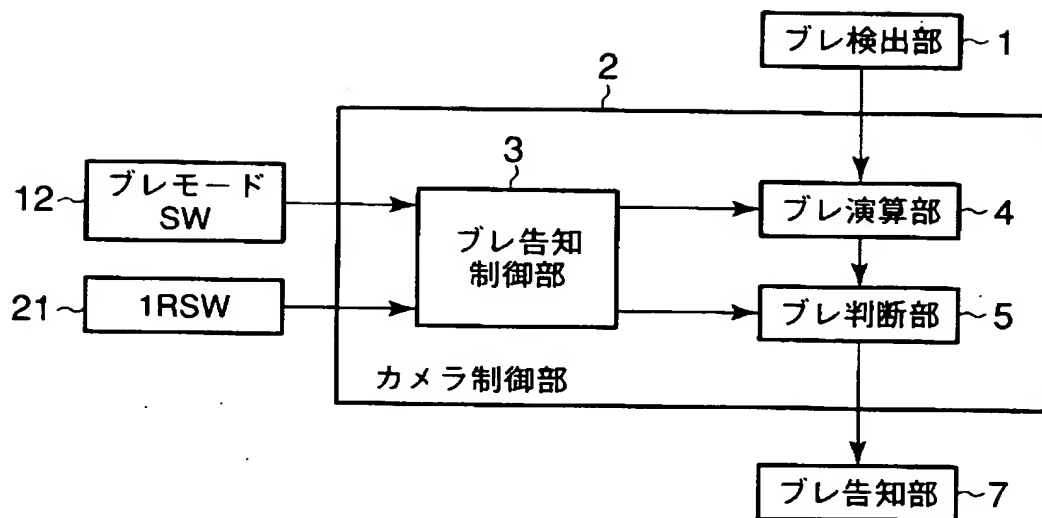 ブレ検出部
1
2
3
12
ブレモード
SW
ブレ告知
制御部
ブレ演算部
4
21
1RSW
ブレ判断部
5
カメラ制御部
ブレ告知部
7